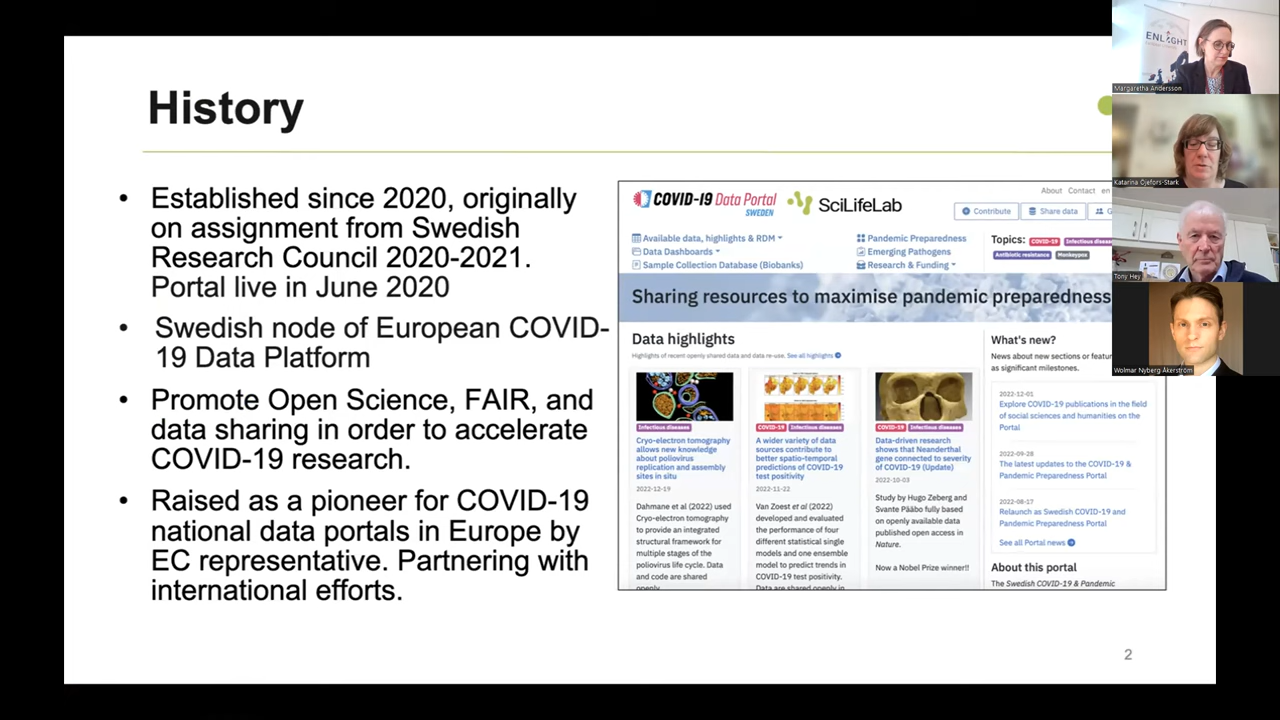 History
• Established since 2020, originally
on assignment from Swedish
Research Council 2020-2021.
Portal live in June 2020
• Swedish node of European COVID-
19 Data Platform
• Promote Open Science, FAIR, and
data sharing in order to accelerate
COVID-19 research.
• Raised as a pioneer for COVID-19
national data portals in Europe by
EC representative. Partnering with
international efforts.
COVID-19 Data Portal
SWEDEN
SciLifeLab
About Contact en
Contribute
Share data
G
Available data, highlights & RDM
Data Dashboards
Sample Collection Database (Biobanks)
Pandemic Preparedness
Emerging Pathogens
Research & Funding
Topics: COVID-19 Infectious disease
Antibiotic resistance Monkeypox
Sharing resources to maximise pandemic preparedness
Data highlights
Highlights of recent openly shared data and data re-use. See all highlights
Infectious diseases
Cryo-electron tomography
allows new knowledge
about poliovirus
replication and assembly
sites in situ
2022-12-19
Dahmane et al (2022) used
Cryo-electron tomography
to provide an integrated
structural framework for
multiple stages of the
poliovirus life cycle. Data
and code are shared
openly.
COVID-19 Infectious diseases
A wider variety of data
sources contribute to
better spatio-temporal
predictions of COVID-19
test positivity
2022-11-22
Van Zoest et al (2022)
developed and evaluated
the performance of four
different statistical single
models and one ensemble
model to predict trends in
COVID-19 test positivity.
Data are shared openly in
COVID-19 Infectious diseases
Data-driven research
shows that Neanderthal
gene connected to severity
of COVID-19 (Update)
2022-10-03
Study by Hugo Zeberg and
Svante Pääbo fully based
on openly available data
published open access in
Nature.
Now a Nobel Prize winner!!
What's new?
News about new sections or featur
as significant milestones.
2022-12-01
Explore COVID-19 publications in the field
of social sciences and humanities on the
Portal
2022-09-28
The latest updates to the COVID-19 &
Pandemic Preparedness Portal
2022-08-17
Relaunch as Swedish COVID-19 and
Pandemic Preparedness Portal
See all Portal news
About this portal
The Swedish COVID-19 & Pandemic
2
ENLIGHT
Margaretha Andersson
Katarina Öjefors-Stark
Tony Hey
Wolmar Nyberg Åkerström